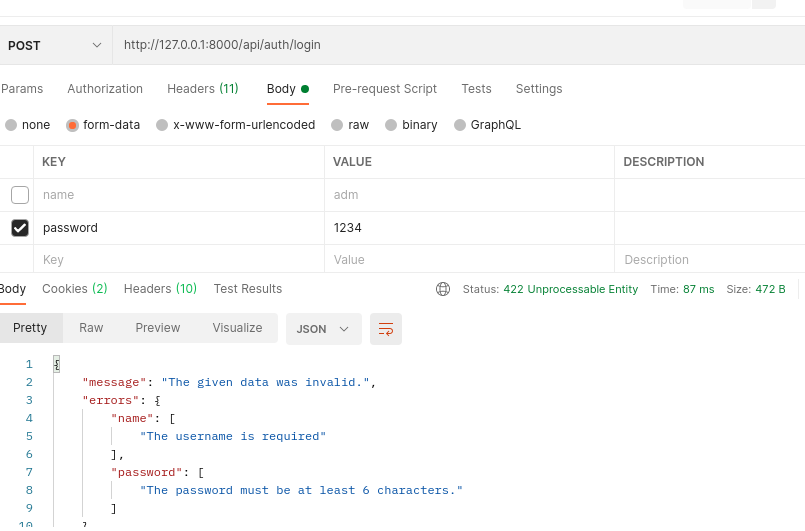 POST http://127.0.0.1:8000/api/auth/login
Params Authorization Headers (11) Body Pre-request Script Tests Settings
none form-data x-www-form-urlencoded raw binary GraphQL
KEY VALUE DESCRIPTION
name adm
password 1234
Key Value Description
Body Cookies (2) Headers (10) Test Results Status: 422 Unprocessable Entity Time: 87 ms Size: 472 B
Pretty Raw Preview Visualize JSON
1 {
2 "message": "The given data was invalid.",
3 "errors": {
4 "name": [
5 "The username is required"
6 ],
7 "password": [
8 "The password must be at least 6 characters."
9 ]
10 }